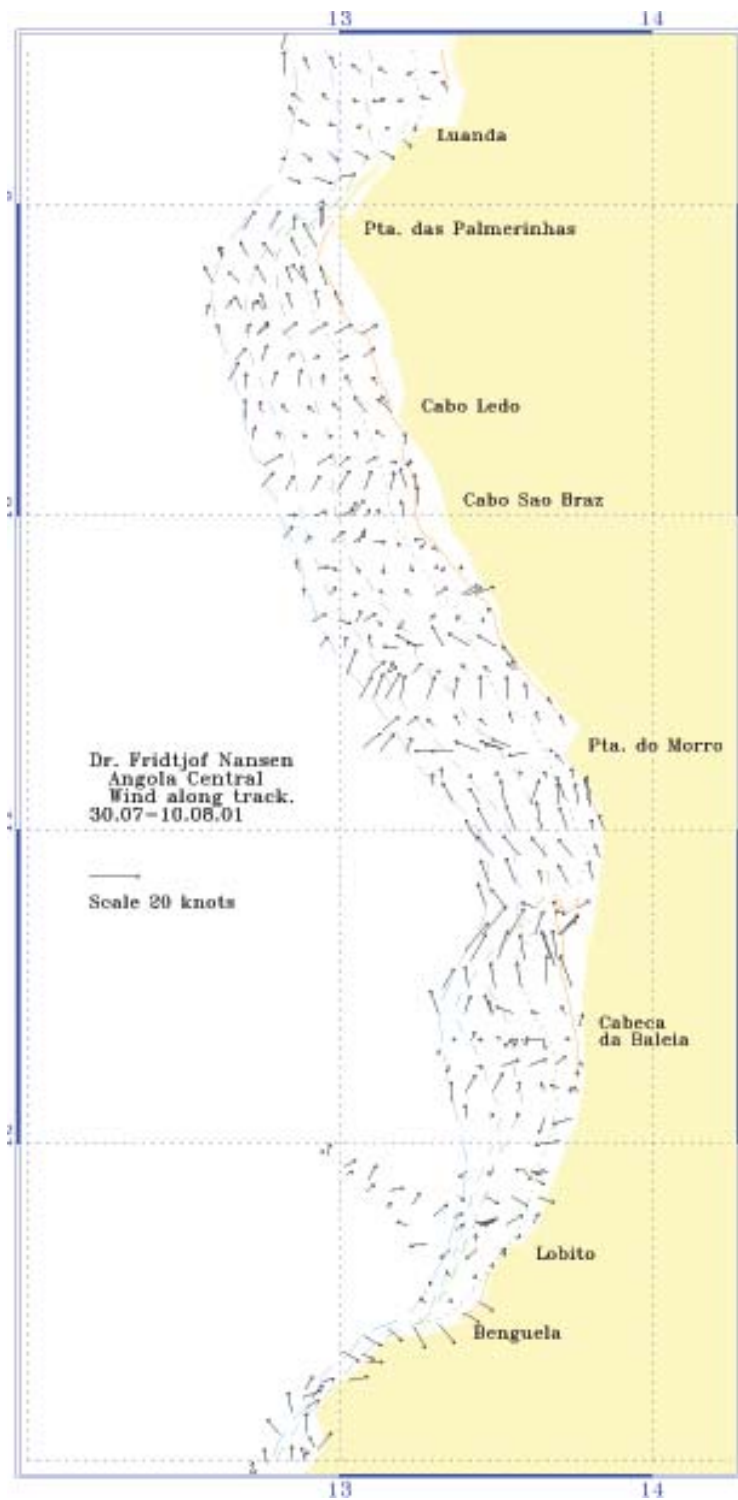 13 14
Luanda
Pta. das Palmerinhas
Cabo Ledo
Cabo Sao Braz
Pta. do Morro
Dr. Fridtjof Nansen
Angola Central
Wind along track.
30.07-10.08.01
Scale 20 knots
Cabeca
da Baleia
Lobito
Benguela
13 14